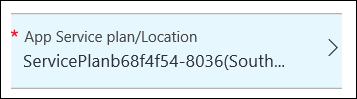 * App Service plan/Location
ServicePlanb68f4f54-8036(South...